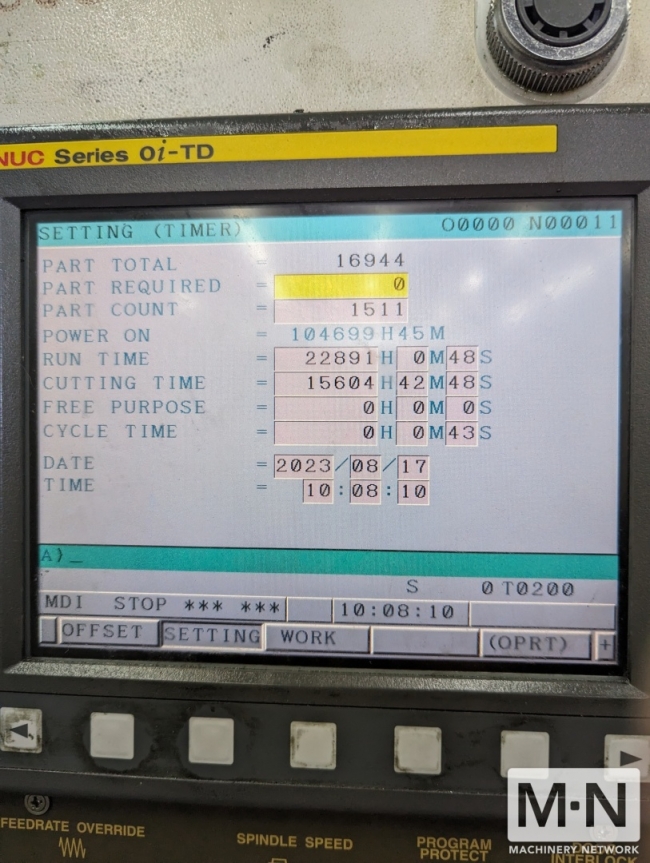 NUC Series 0i-TD
SETTING (TIMER) O0000 N00011
PART TOTAL = 16944
PART REQUIRED = 0
PART COUNT = 1511
POWER ON = 104699H45M
RUN TIME = 22891H 0M48S
CUTTING TIME = 15604H42M48S
FREE PURPOSE = 0H 0M 0S
CYCLE TIME = 0H 0M43S
DATE = 2023/08/17
TIME = 10:08:10
A)_
S 0T0200
MDI STOP *** *** 10:08:10
OFFSET SETTING WORK (OPRT) +
FEEDRATE OVERRIDE
SPINDLE SPEED
PROGRAM
PROTECT
M·N
MACHINERY NETWORK